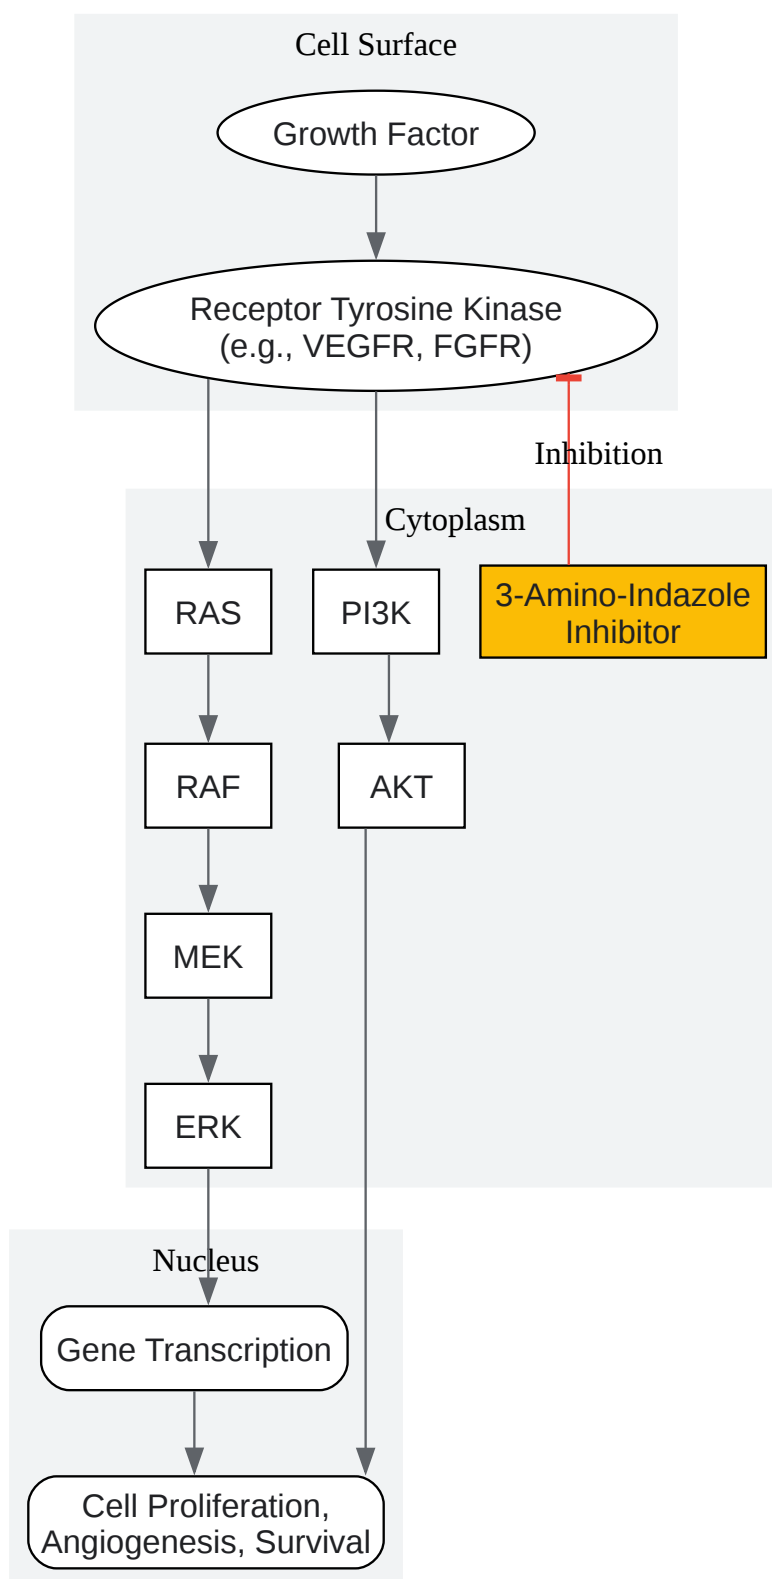 Cell Surface
Growth Factor
Receptor Tyrosine Kinase
(e.g., VEGFR, FGFR)
Inhibition
Cytoplasm
RAS
PI3K
3-Amino-Indazole
Inhibitor
RAF
AKT
MEK
ERK
Nucleus
Gene Transcription
Cell Proliferation,
Angiogenesis, Survival